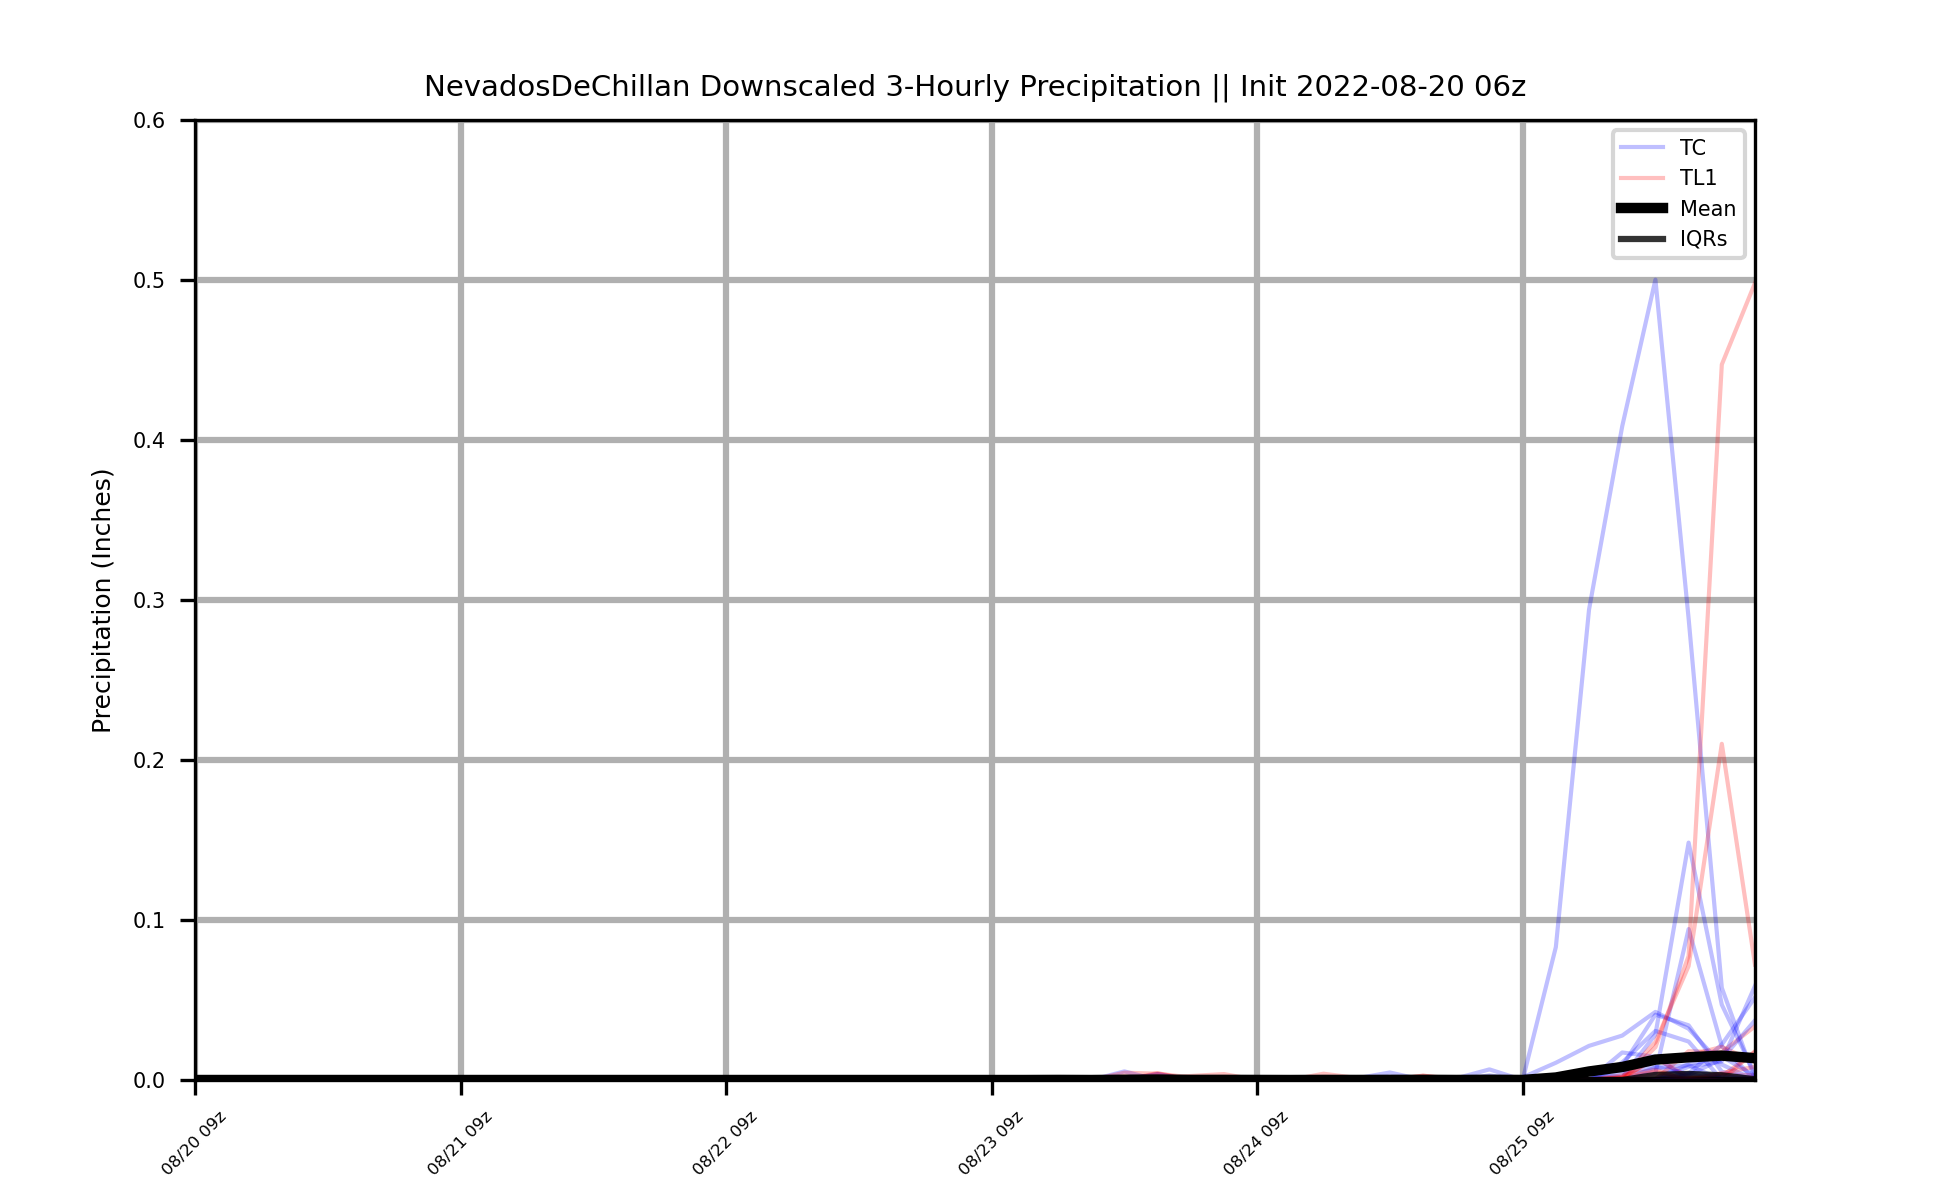 NevadosDeChillan Downscaled 3-Hourly Precipitation || Init 2022-08-20 06z
TC
TL1
Mean
IQRs
Precipitation (Inches)
0.6
0.5
0.4
0.3
0.2
0.1
0.0
08/20 09z
08/21 09z
08/22 09z
08/23 09z
08/24 09z
08/25 09z